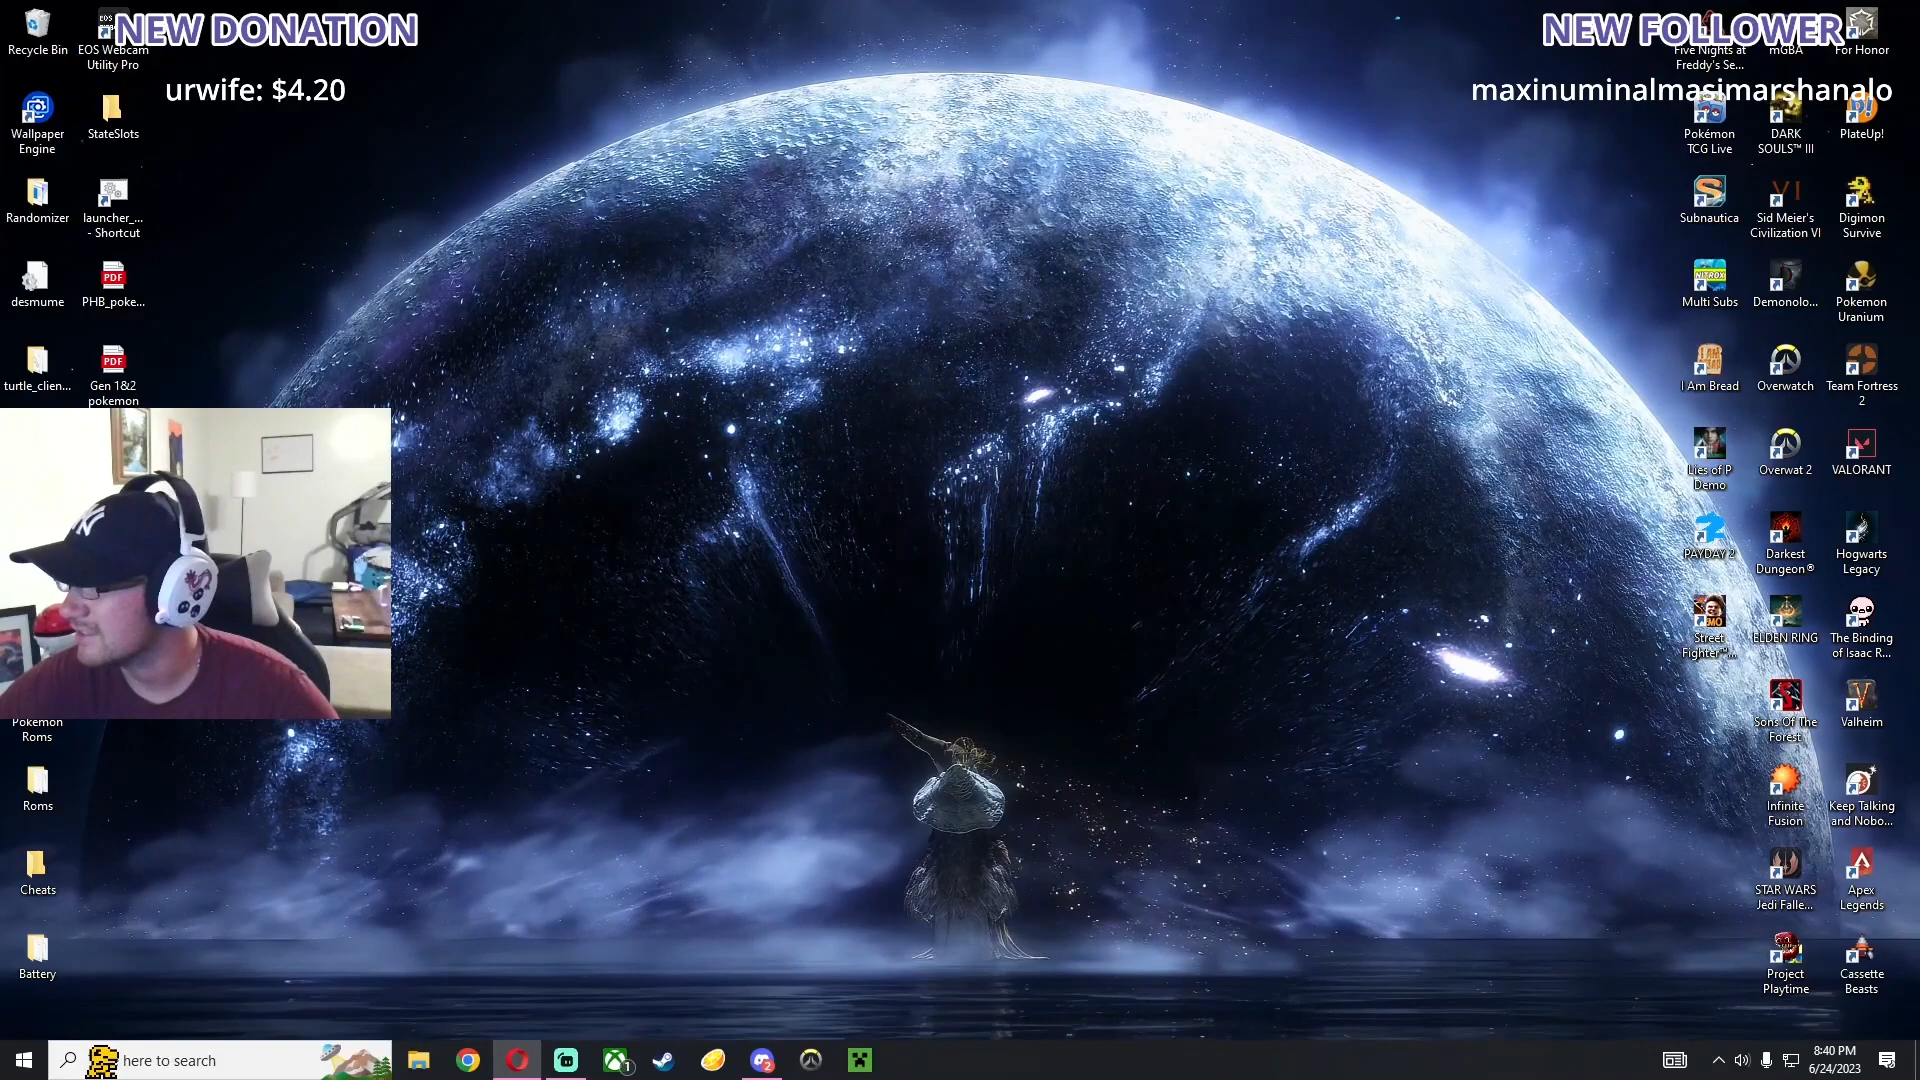 NEW DONATION
urwife: $4.20
NEW FOLLOWER
maxinuminalmasimarshanalo
Recycle Bin
EOS Webcam
Utility Pro
Wallpaper
Engine
StateSlots
Randomizer
launcher_...
- Shortcut
desmume
PDF
PHB_poke...
turtle_clien...
PDF
Gen 1&2
pokemon
Pokemon
Roms
Roms
Cheats
Battery
Five Nights at
Freddy's Se...
mGBA
For Honor
Pokémon
TCG Live
DARK
SOULS™ III
PlateUp!
Subnautica
Sid Meier's
Civilization VI
Digimon
Survive
NITROX
Multi Subs
Demonolo...
Pokemon
Uranium
I Am Bread
Overwatch
Team Fortress
2
Lies of P
Demo
Overwat 2
VALORANT
PAYDAY 2
Darkest
Dungeon®
Hogwarts
Legacy
Street
Fighter™...
ELDEN RING
The Binding
of Isaac R...
Sons Of The
Forest
Valheim
Infinite
Fusion
Keep Talking
and Nobo...
STAR WARS
Jedi Falle...
Apex
Legends
Project
Playtime
Cassette
Beasts
here to search
1
2
8:40 PM
6/24/2023